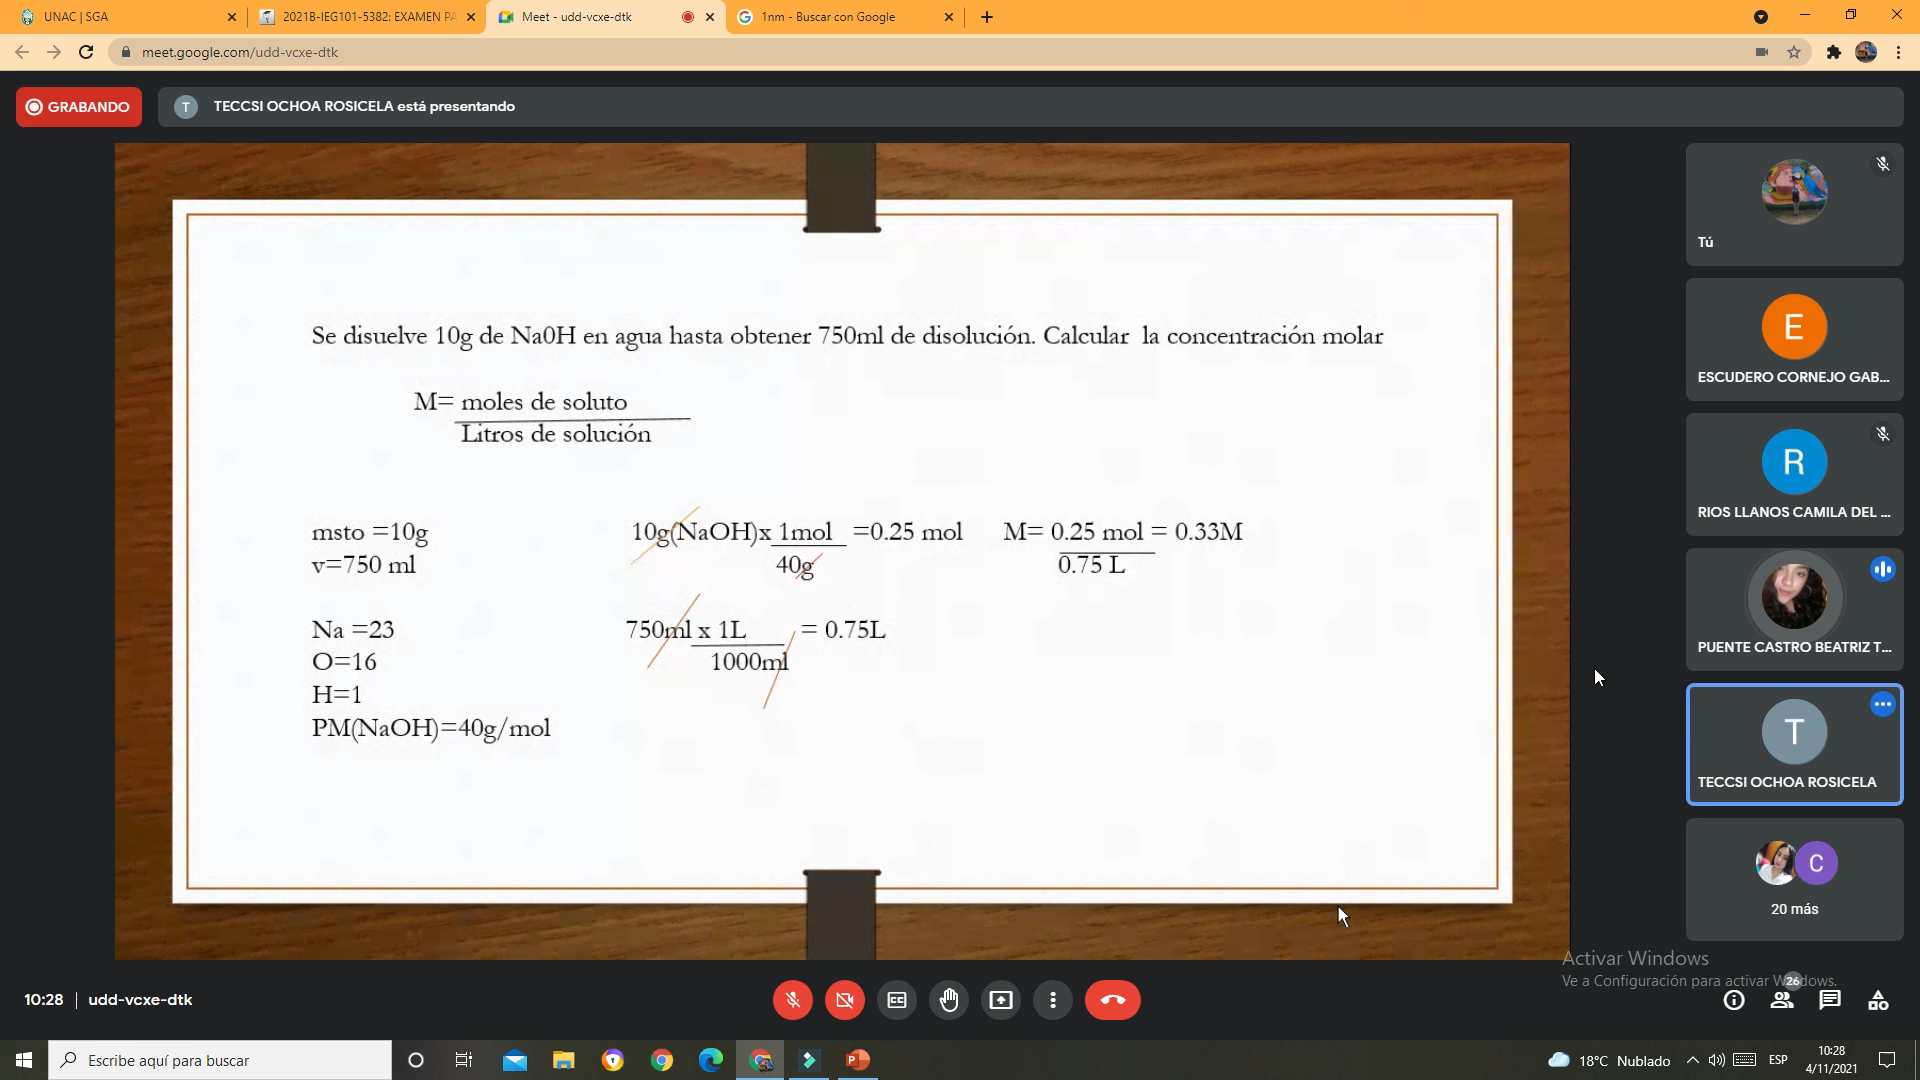 UNAC | SGA
2021B-IEG101-5382: EXAMEN PA
Meet - udd-vcxe-dtk
1nm - Buscar con Google
meet.google.com/udd-vcxe-dtk
GRABANDO
T
TECCSI OCHOA ROSICELA está presentando
Se disuelve 10g de Na0H en agua hasta obtener 750ml de disolución. Calcular la concentración molar
M= moles de soluto
Litros de solución
msto =10g
v=750 ml
10g(NaOH)x 1mol =0.25 mol
40g
M= 0.25 mol = 0.33M
0.75 L
Na =23
O=16
H=1
PM(NaOH)=40g/mol
750ml x 1L = 0.75L
1000ml
Tú
E
ESCUDERO CORNEJO GAB...
R
RIOS LLANOS CAMILA DEL ...
PUENTE CASTRO BEATRIZ T...
T
TECCSI OCHOA ROSICELA
C
20 más
Activar Windows
Ve a Configuración para activar Windows.
26
10:28 | udd-vcxe-dtk
Escribe aquí para buscar
18°C Nublado
ESP
10:28
4/11/2021